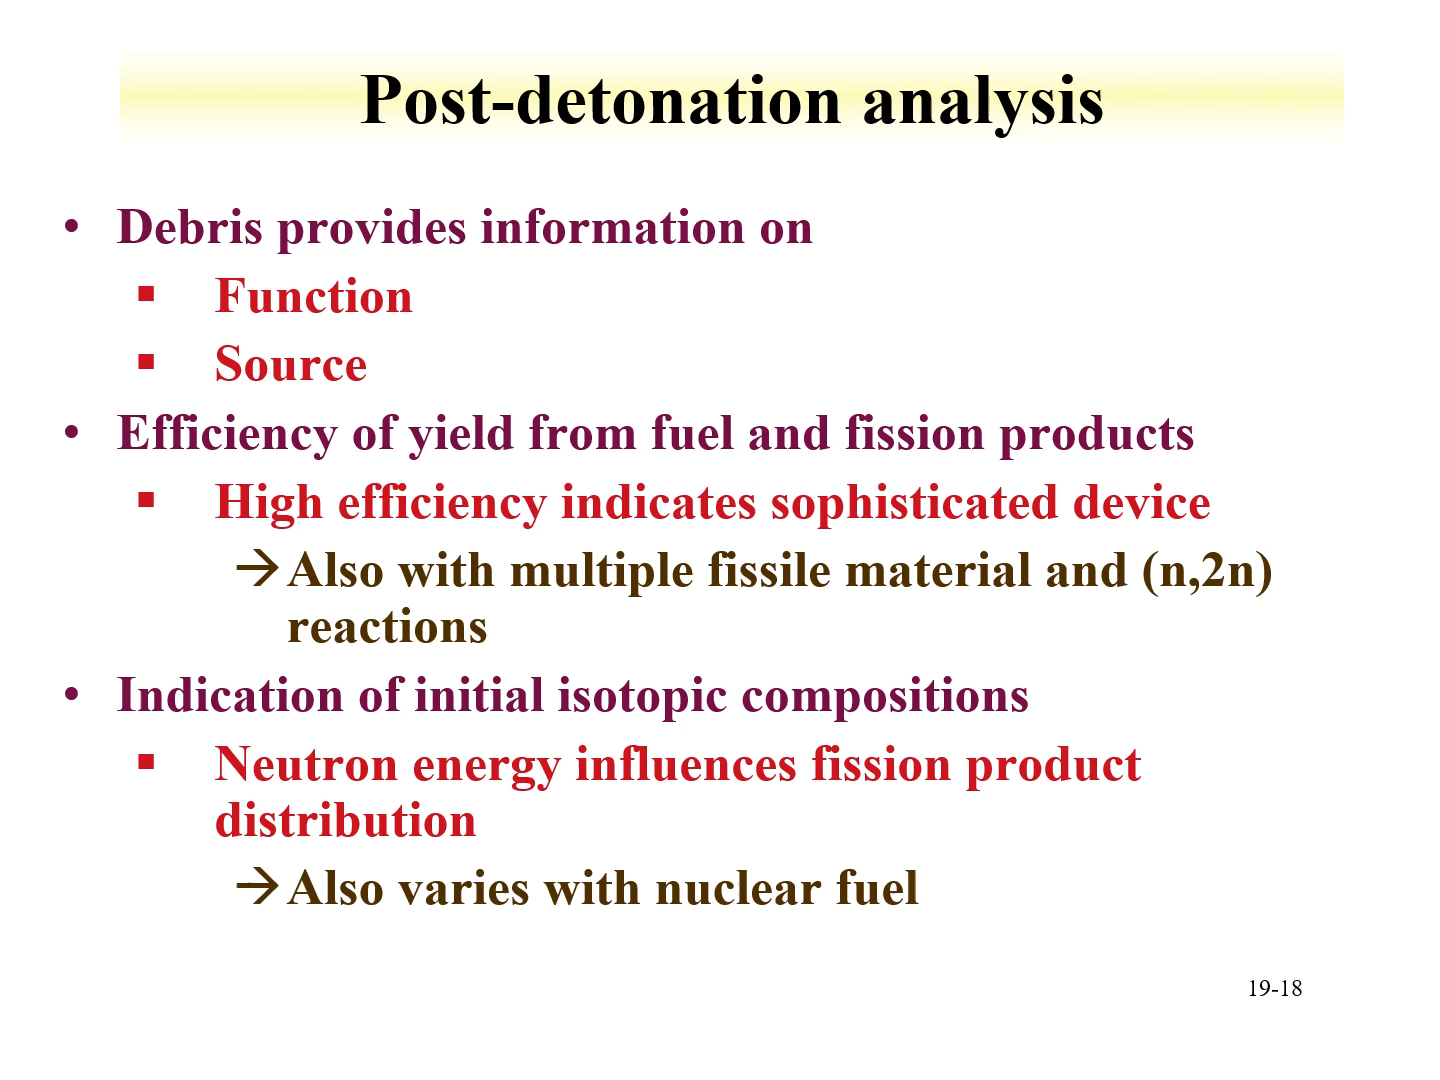 Post-detonation analysis
• Debris provides information on
▪ Function
▪ Source
• Efficiency of yield from fuel and fission products
▪ High efficiency indicates sophisticated device
→ Also with multiple fissile material and (n,2n)
reactions
• Indication of initial isotopic compositions
▪ Neutron energy influences fission product
distribution
→ Also varies with nuclear fuel
19-18